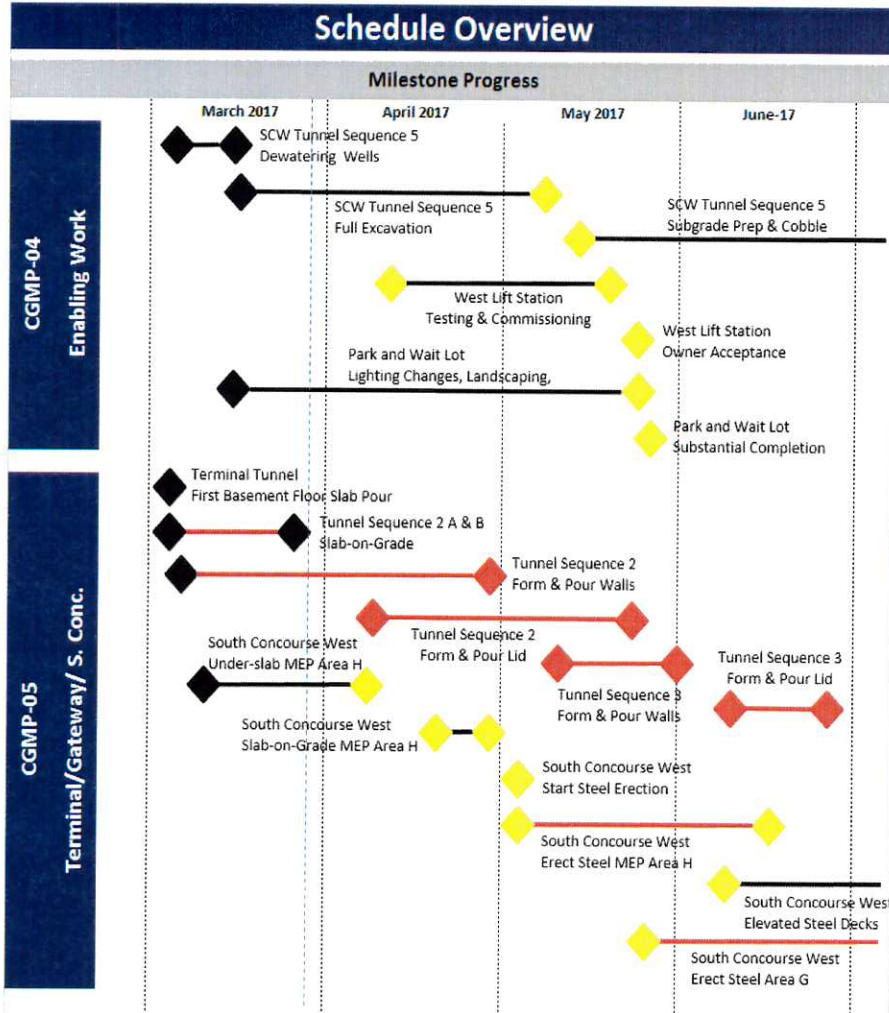 Schedule Overview
Milestone Progress
March 2017
April 2017
May 2017
June-17
CGMP-04
Enabling Work
SCW Tunnel Sequence 5
Dewatering Wells
SCW Tunnel Sequence 5
Full Excavation
SCW Tunnel Sequence 5
Subgrade Prep & Cobble
West Lift Station
Testing & Commissioning
West Lift Station
Owner Acceptance
Park and Wait Lot
Lighting Changes, Landscaping,
Park and Wait Lot
Substantial Completion
CGMP-05
Terminal/Gateway/ S. Conc.
Terminal Tunnel
First Basement Floor Slab Pour
Tunnel Sequence 2 A & B
Slab-on-Grade
Tunnel Sequence 2
Form & Pour Walls
Tunnel Sequence 2
Form & Pour Lid
South Concourse West
Under-slab MEP Area H
Tunnel Sequence 3
Form & Pour Walls
Tunnel Sequence 3
Form & Pour Lid
South Concourse West
Slab-on-Grade MEP Area H
South Concourse West
Start Steel Erection
South Concourse West
Erect Steel MEP Area H
South Concourse West
Elevated Steel Decks
South Concourse West
Erect Steel Area G